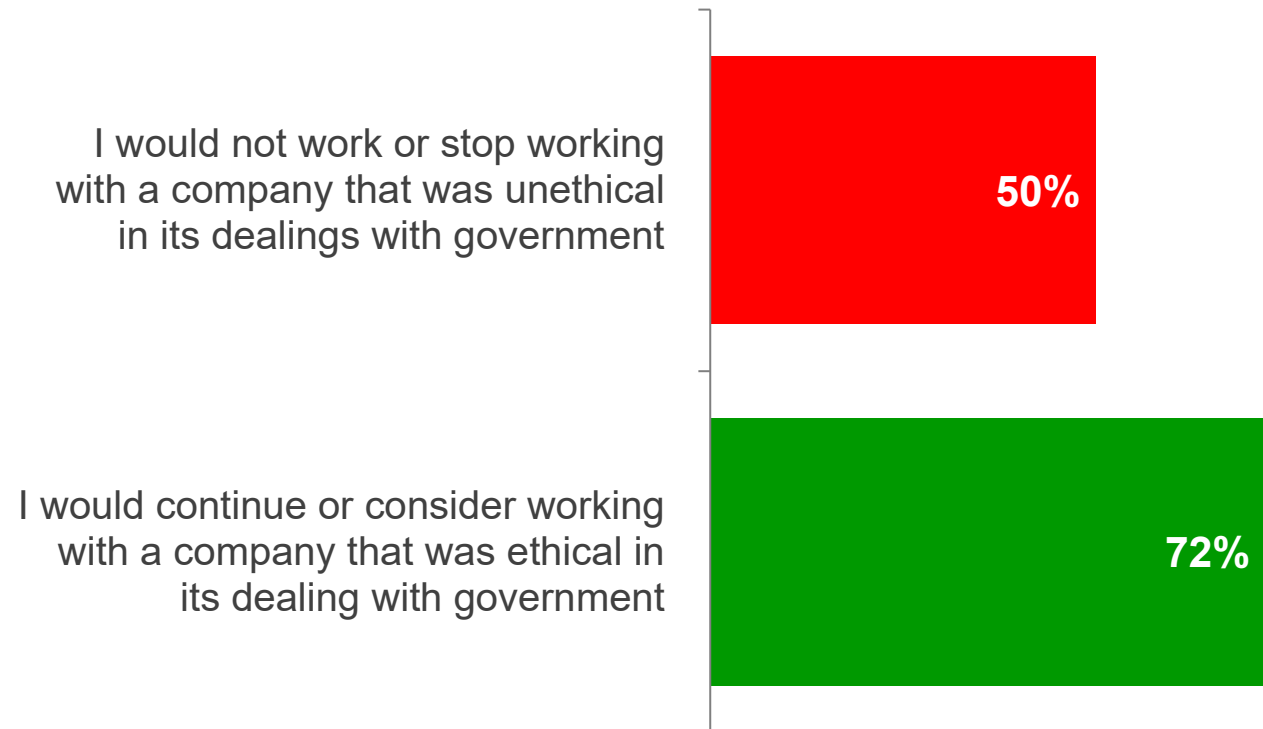 I would not work or stop working
with a company that was unethical
in its dealings with government
50%
I would continue or consider working
with a company that was ethical in
its dealing with government
72%